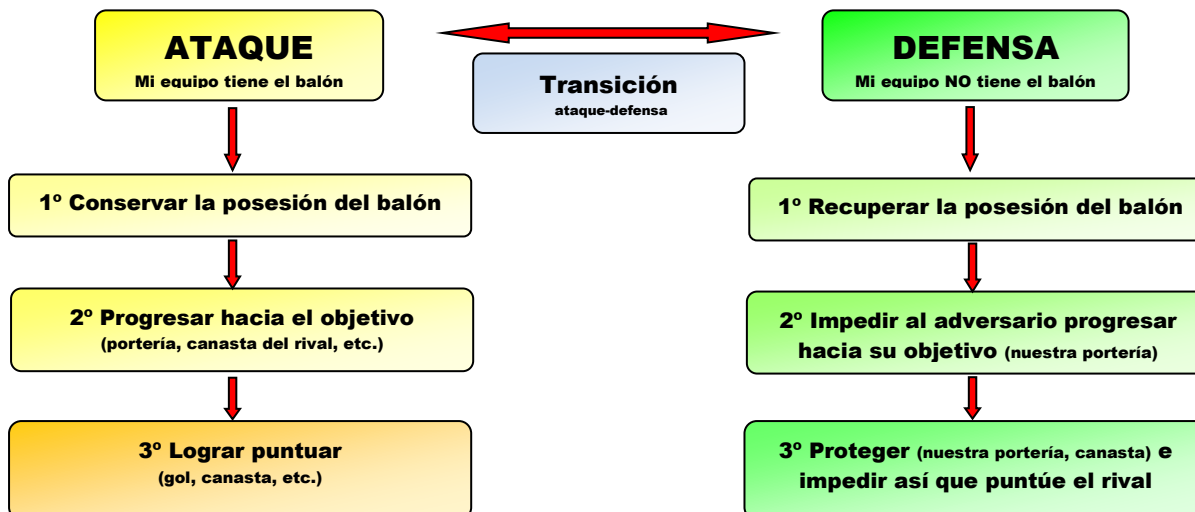 ATAQUE
Mi equipo tiene el balón
Transición
ataque-defensa
DEFENSA
Mi equipo NO tiene el balón
1º Conservar la posesión del balón
2º Progresar hacia el objetivo
(portería, canasta del rival, etc.)
3º Lograr puntuar
(gol, canasta, etc.)
1º Recuperar la posesión del balón
2º Impedir al adversario progresar
hacia su objetivo (nuestra portería)
3º Proteger (nuestra portería, canasta) e
impedir así que puntúe el rival